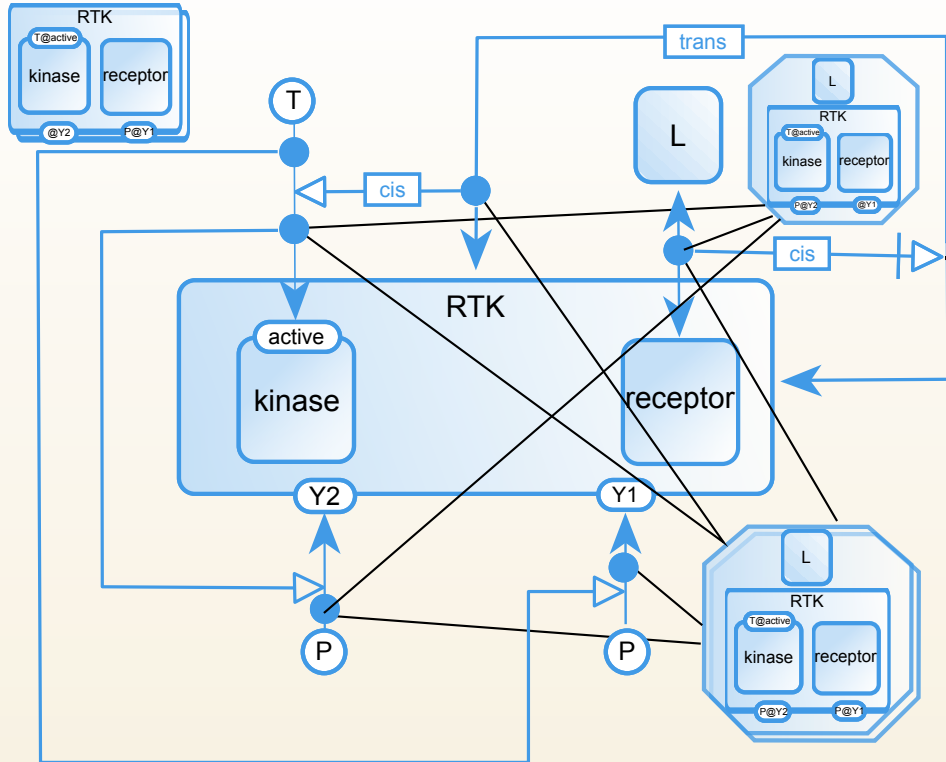 RTK
T@active
kinase
receptor
@Y2
P@Y1
trans
T
L
cis
L
RTK
T@active
kinase
receptor
P@Y2
@Y1
cis
RTK
active
kinase
receptor
Y2
Y1
P
P
L
RTK
T@active
kinase
receptor
P@Y2
P@Y1